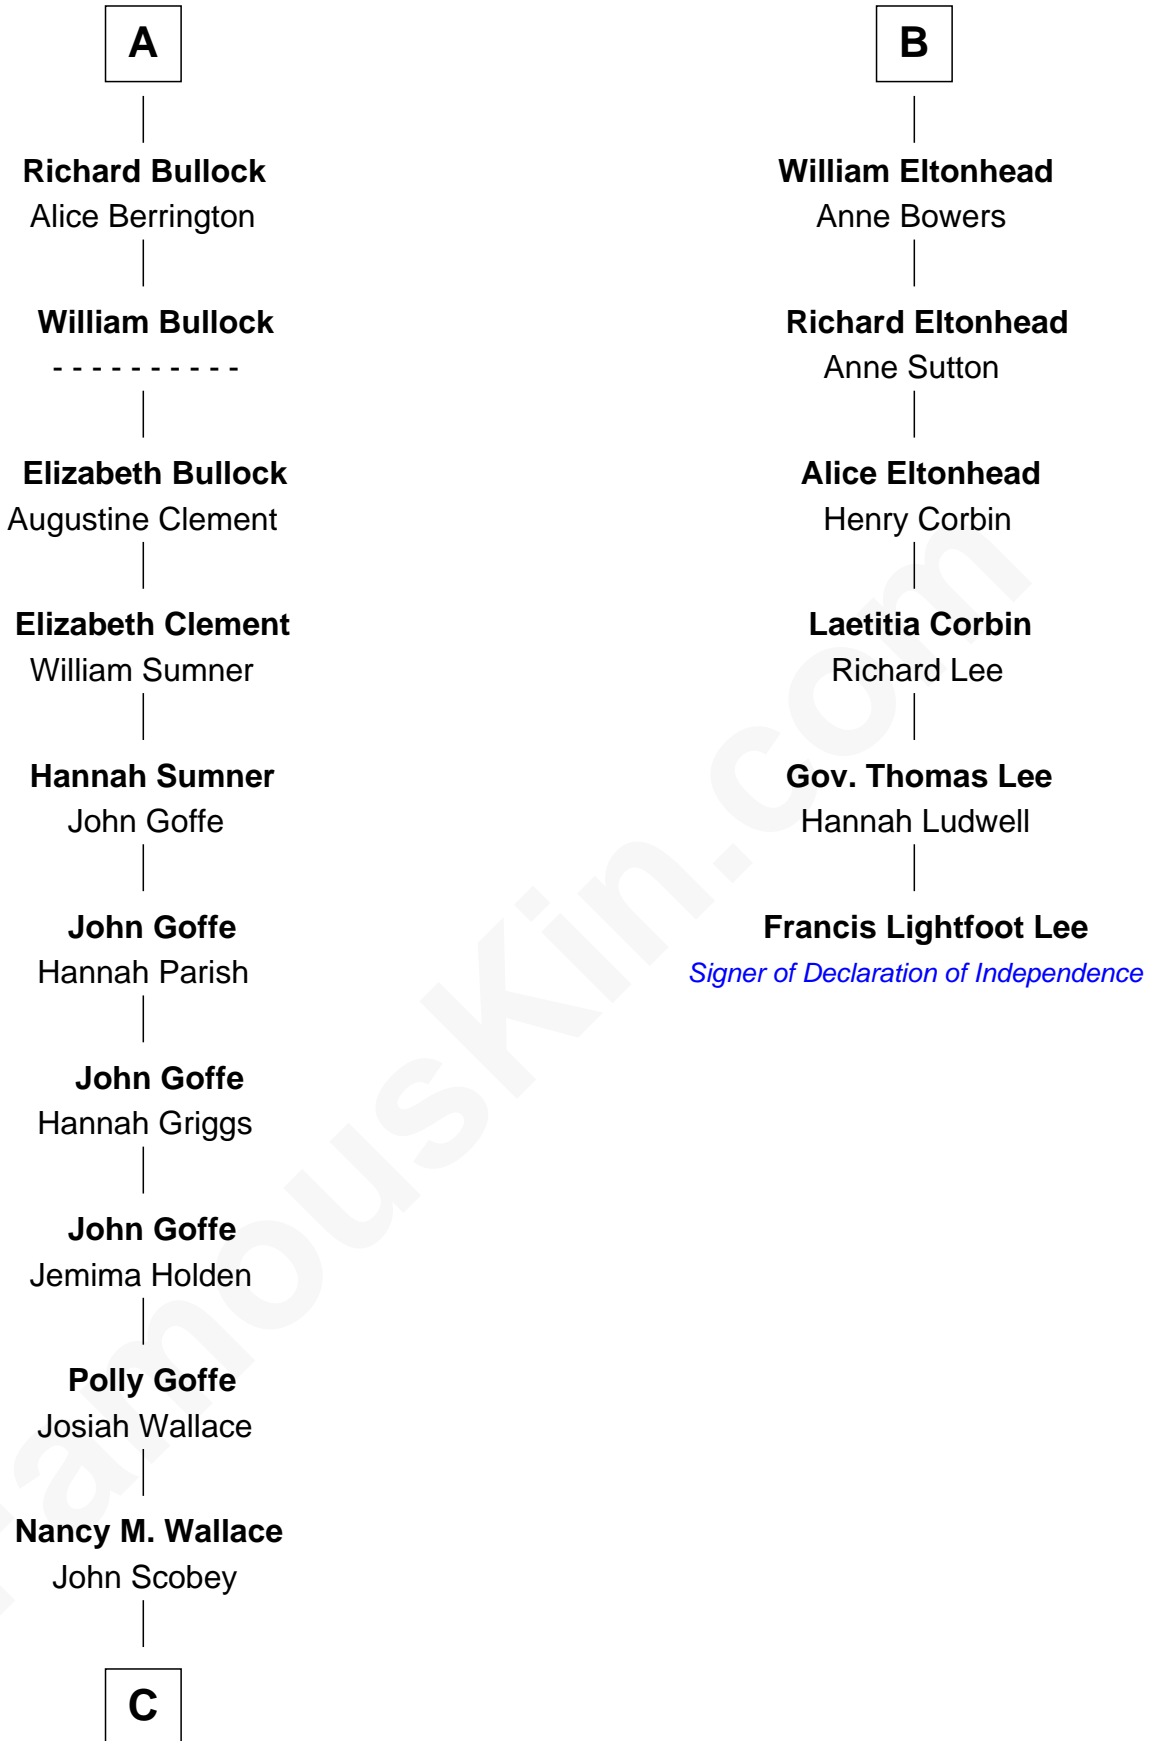 A
Richard Bullock
Alice Berrington
William Bullock
- - - - - - - - - -
Elizabeth Bullock
Augustine Clement
Elizabeth Clement
William Sumner
Hannah Sumner
John Goffe
John Goffe
Hannah Parish
John Goffe
Hannah Griggs
John Goffe
Jemima Holden
Polly Goffe
Josiah Wallace
Nancy M. Wallace
John Scobey
C
B
William Eltonhead
Anne Bowers
Richard Eltonhead
Anne Sutton
Alice Eltonhead
Henry Corbin
Laetitia Corbin
Richard Lee
Gov. Thomas Lee
Hannah Ludwell
Francis Lightfoot Lee
Signer of Declaration of Independence
FamousKin.com